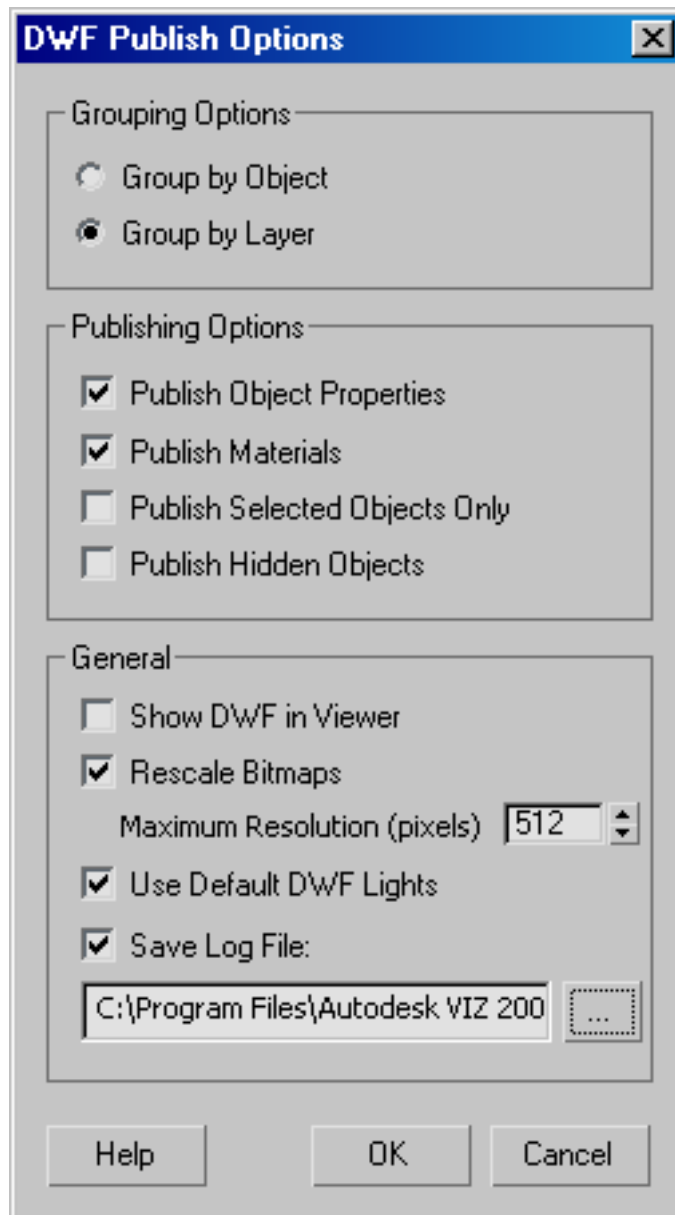 DWF Publish Options
Grouping Options
Group by Object
Group by Layer
Publishing Options
Publish Object Properties
Publish Materials
Publish Selected Objects Only
Publish Hidden Objects
General
Show DWF in Viewer
Rescale Bitmaps
Maximum Resolution (pixels) 512
Use Default DWF Lights
Save Log File:
C:\Program Files\Autodesk VIZ 200 ...
Help OK Cancel